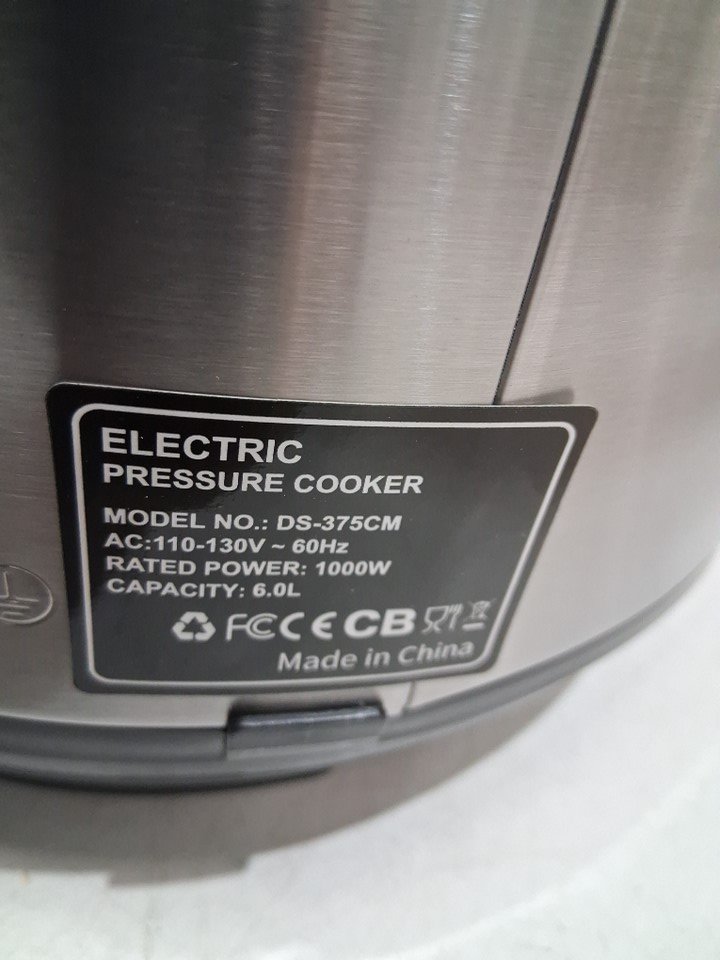 ELECTRIC
PRESSURE COOKER
MODEL NO.: DS-375CM
AC:110-130V ~ 60Hz
RATED POWER: 1000W
CAPACITY: 6.0L
FC CE CB
Made in China